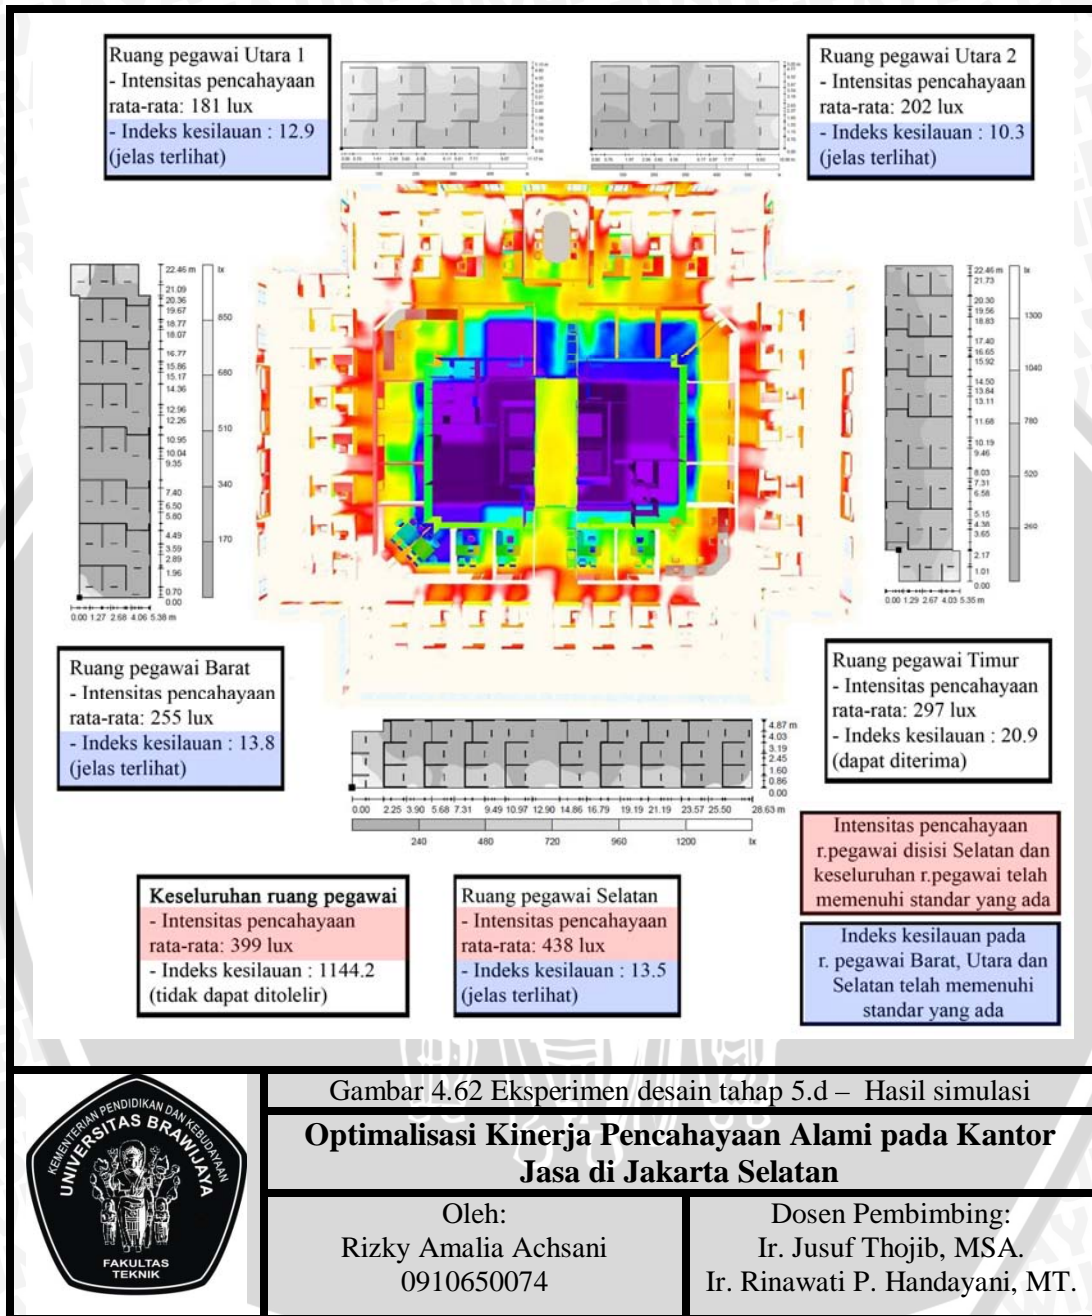 Ruang pegawai Utara 1
- Intensitas pencahayaan
rata-rata: 181 lux
- Indeks kesilauan : 12.9
(jelas terlihat)
Ruang pegawai Utara 2
- Intensitas pencahayaan
rata-rata: 202 lux
- Indeks kesilauan : 10.3
(jelas terlihat)
22.46 m
21.09
20.36
19.67
18.77
18.07
16.77
15.86
15.17
14.36
12.96
12.26
10.95
10.04
9.35
7.40
6.50
5.80
4.49
3.59
2.89
1.96
0.70
0.00
lx
850
680
510
340
170
0.00 1.27 2.68 4.06 5.38 m
22.46 m
21.73
20.30
19.56
18.83
17.40
16.65
15.92
14.50
13.84
13.11
11.68
10.19
9.46
8.03
7.31
6.58
5.15
4.38
3.65
2.17
1.01
0.00
lx
1300
1040
780
520
260
0.00 1.29 2.67 4.03 5.35 m
Ruang pegawai Barat
- Intensitas pencahayaan
rata-rata: 255 lux
- Indeks kesilauan : 13.8
(jelas terlihat)
Ruang pegawai Timur
- Intensitas pencahayaan
rata-rata: 297 lux
- Indeks kesilauan : 20.9
(dapat diterima)
4.87 m
4.03
3.19
2.45
1.60
0.86
0.00
0.00 2.25 3.90 5.68 7.31 9.49 10.97 12.90 14.86 16.79 19.19 21.19 23.57 25.50 28.63 m
240 480 720 960 1200 lx
Intensitas pencahayaan
r.pegawai disisi Selatan dan
keseluruhan r.pegawai telah
memenuhi standar yang ada
Keseluruhan ruang pegawai
- Intensitas pencahayaan
rata-rata: 399 lux
- Indeks kesilauan : 1144.2
(tidak dapat ditolelir)
Ruang pegawai Selatan
- Intensitas pencahayaan
rata-rata: 438 lux
- Indeks kesilauan : 13.5
(jelas terlihat)
Indeks kesilauan pada
r. pegawai Barat, Utara dan
Selatan telah memenuhi
standar yang ada
KEMENTERIAN PENDIDIKAN DAN KEBUDAYAAN
UNIVERSITAS BRAWIJAYA
FAKULTAS
TEKNIK
Gambar 4.62 Eksperimen desain tahap 5.d – Hasil simulasi
Optimalisasi Kinerja Pencahayaan Alami pada Kantor
Jasa di Jakarta Selatan
Oleh:
Rizky Amalia Achsani
0910650074
Dosen Pembimbing:
Ir. Jusuf Thojib, MSA.
Ir. Rinawati P. Handayani, MT.